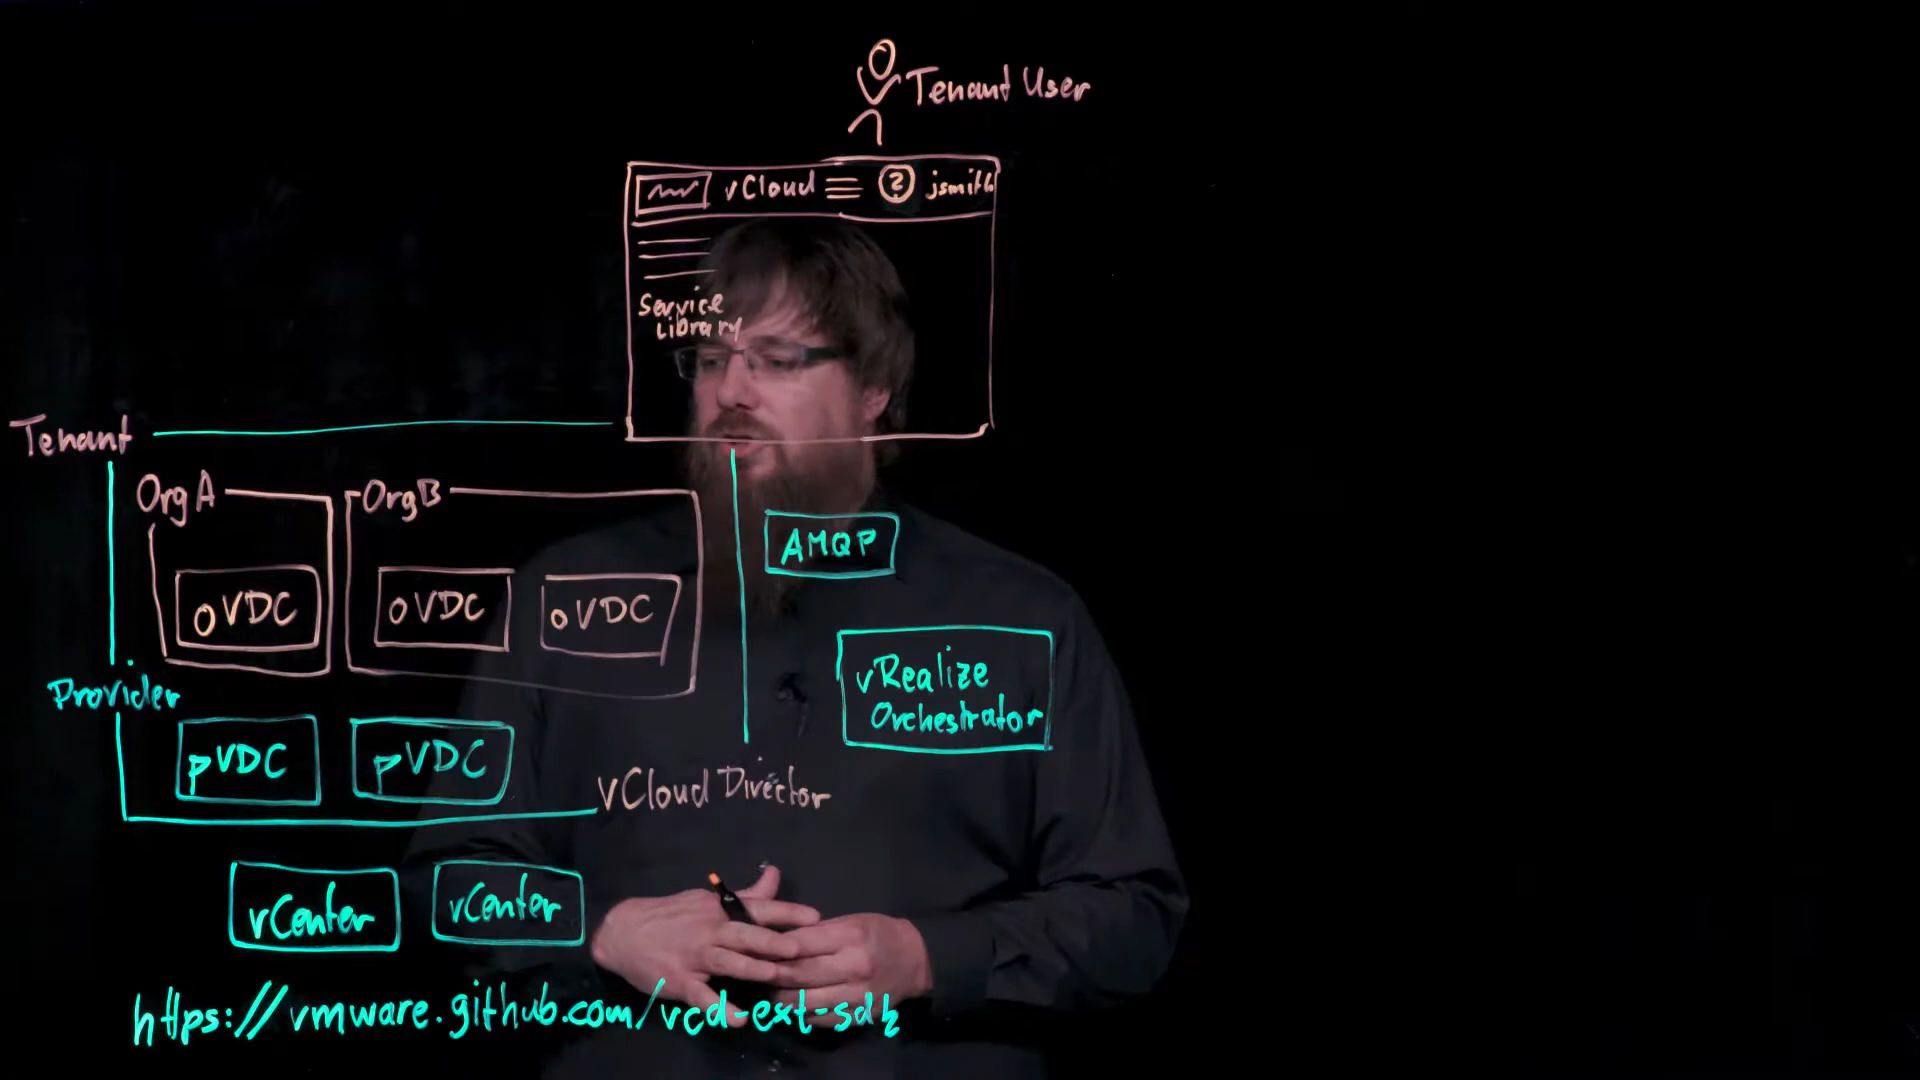 Tenant User
vCloud ? jsmith
Service
Library
Tenant
Org A
Org B
oVDC
oVDC
oVDC
AMQP
vRealize
Orchestrator
Provider
pVDC
pVDC
vCloud Director
vCenter
vCenter
https://vmware.github.com/vcd-ext-sdk